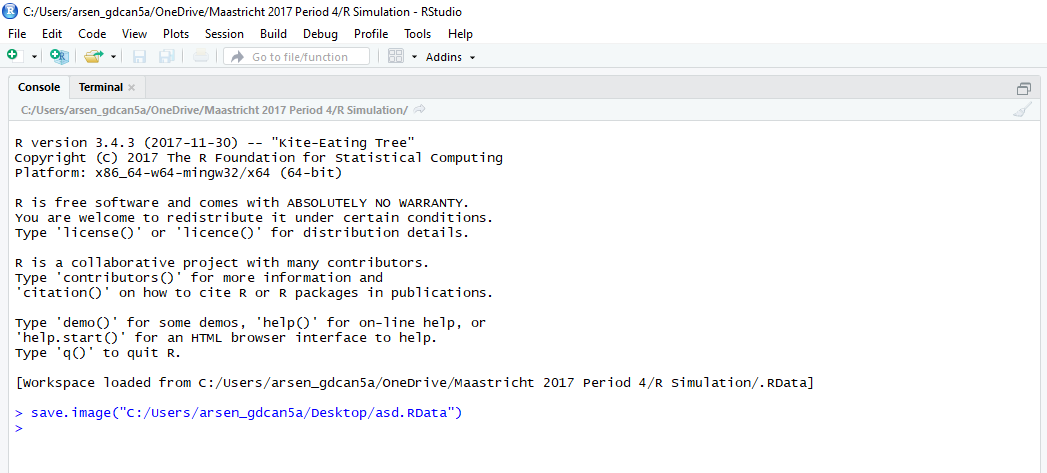 C:/Users/arsen_gdcan5a/OneDrive/Maastricht 2017 Period 4/R Simulation - RStudio
File Edit Code View Plots Session Build Debug Profile Tools Help
Go to file/function Addins
Console Terminal
C:/Users/arsen_gdcan5a/OneDrive/Maastricht 2017 Period 4/R Simulation/
R version 3.4.3 (2017-11-30) -- "Kite-Eating Tree"
Copyright (C) 2017 The R Foundation for Statistical Computing
Platform: x86_64-w64-mingw32/x64 (64-bit)
R is free software and comes with ABSOLUTELY NO WARRANTY.
You are welcome to redistribute it under certain conditions.
Type 'license()' or 'licence()' for distribution details.
R is a collaborative project with many contributors.
Type 'contributors()' for more information and
'citation()' on how to cite R or R packages in publications.
Type 'demo()' for some demos, 'help()' for on-line help, or
'help.start()' for an HTML browser interface to help.
Type 'q()' to quit R.
[Workspace loaded from C:/Users/arsen_gdcan5a/OneDrive/Maastricht 2017 Period 4/R Simulation/.RData]
> save.image("C:/Users/arsen_gdcan5a/Desktop/asd.RData")
>